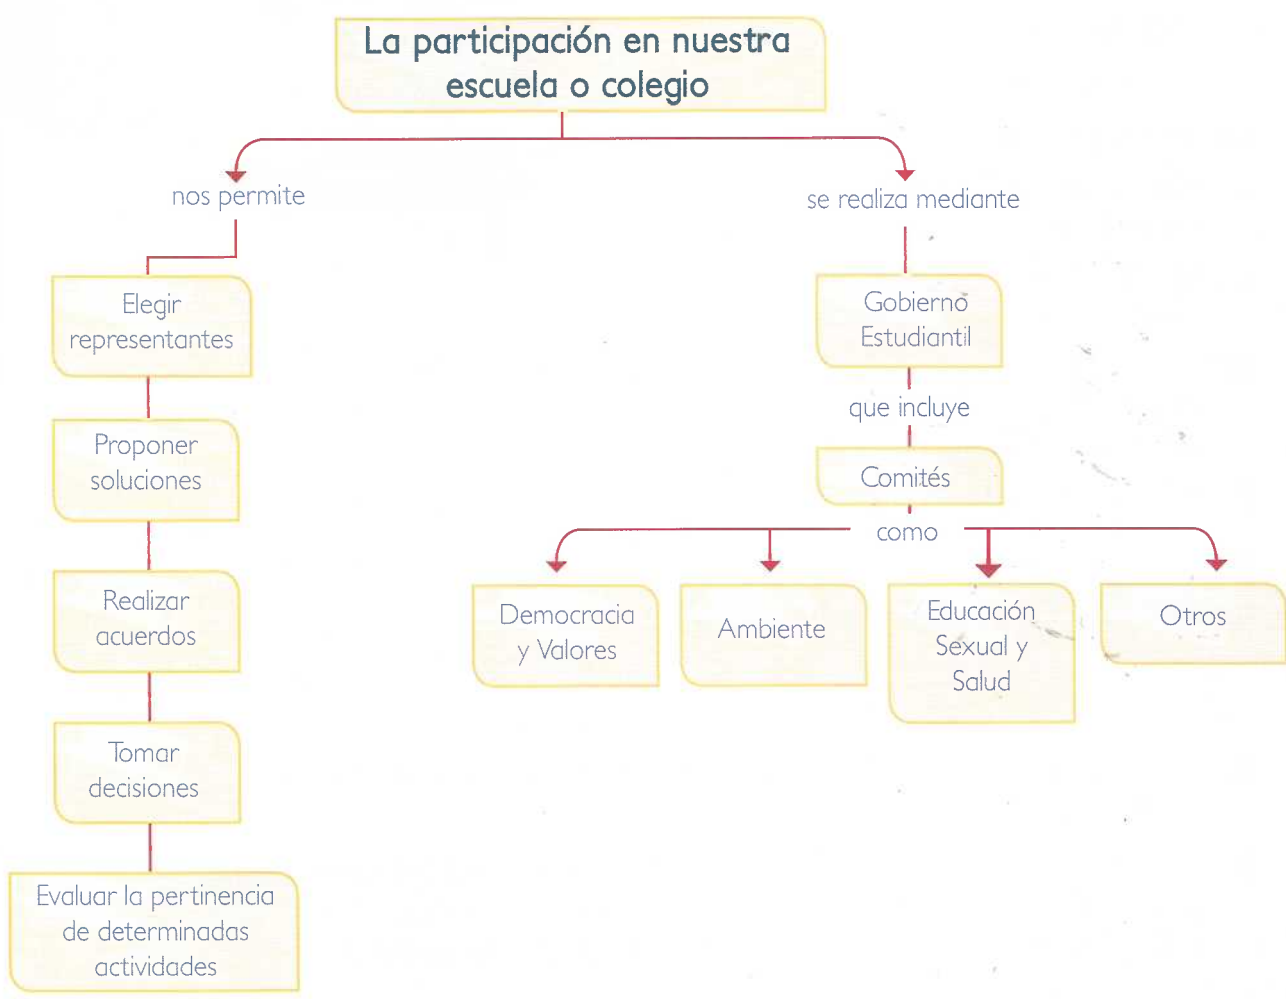 La participación en nuestra
escuela o colegio
nos permite
Elegir
representantes
Proponer
soluciones
Realizar
acuerdos
Tomar
decisiones
Evaluar la pertinencia
de determinadas
actividades
se realiza mediante
Gobierno
Estudiantil
que incluye
Comités
como
Democracia
y Valores
Ambiente
Educación
Sexual y
Salud
Otros